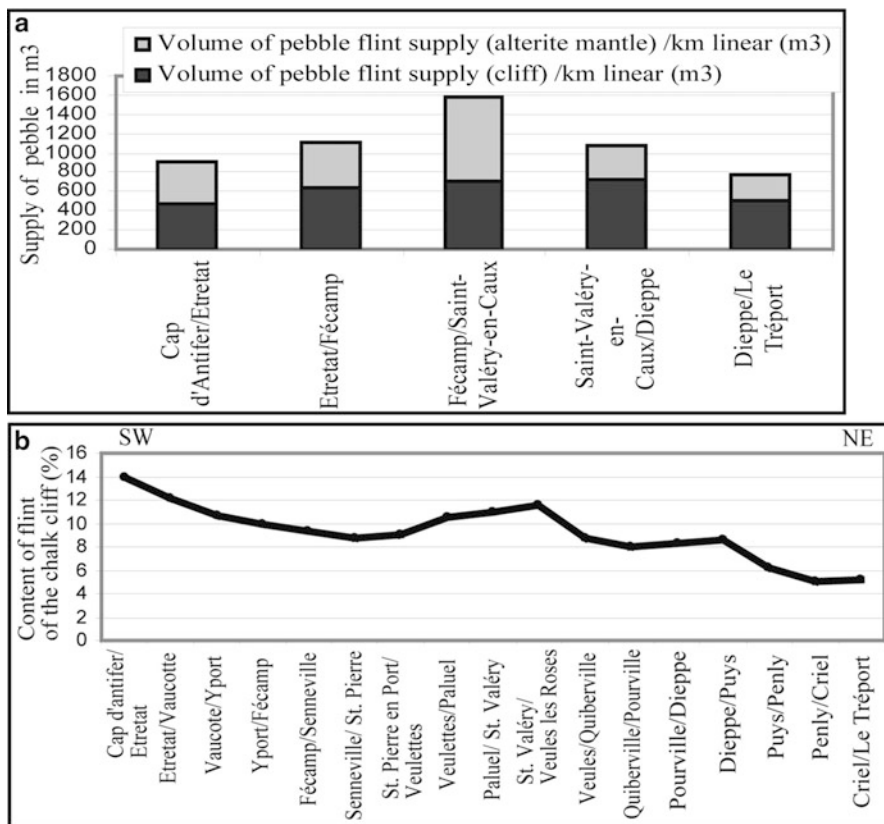 a
Volume of pebble flint supply (alterite mantle) /km linear (m3)
Volume of pebble flint supply (cliff) /km linear (m3)
Supply of pebble in m3
1800
1600
1400
1200
1000
800
600
400
200
0
Cap
d'Antifer/Etretat
Etretat/Fécamp
Fécamp/Saint-
Valéry-en-Caux
Saint-Valéry-
en-
Caux/Dieppe
Dieppe/Le
Tréport
b
SW
NE
Content of flint
of the chalk cliff (%)
16
14
12
10
8
6
4
2
0
Cap d'antifer/
Etretat
Etretat/Vaucotte
Vaucote/Yport
Yport/Fécamp
Fécamp/Senneville
Senneville/ St. Pierre
St. Pierre en Port/
Veulettes
Veulettes/Paluel
Paluel/ St. Valéry
St. Valéry/
Veules les Roses
Veules/Quiberville
Quiberville/Pourville
Pourville/Dieppe
Dieppe/Puys
Puys/Penly
Penly/Criel
Criel/Le Tréport